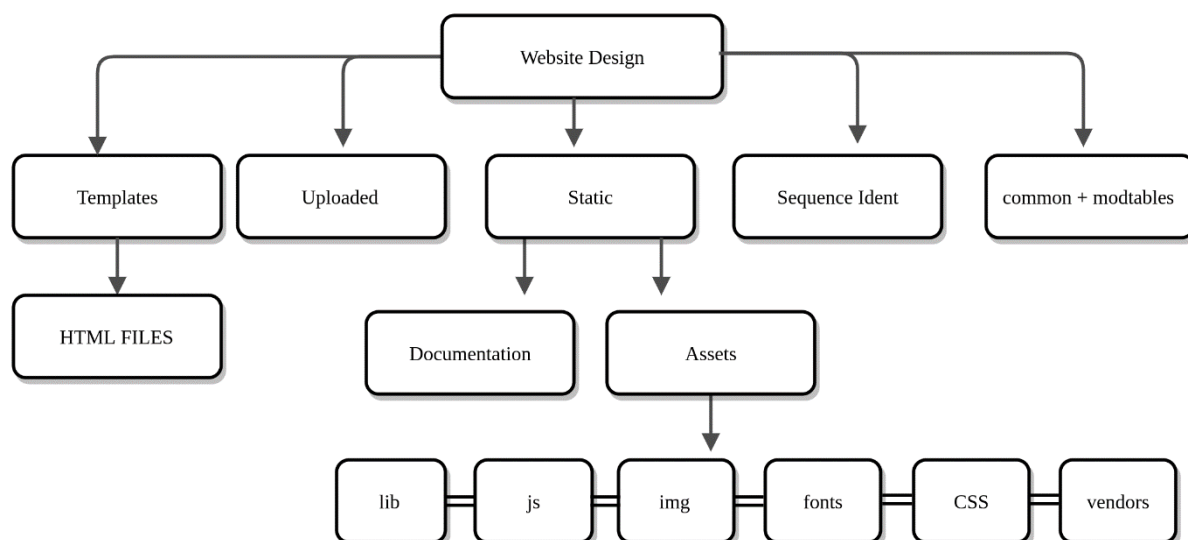 Website Design
Templates
Uploaded
Static
Sequence Ident
common + modtables
HTML FILES
Documentation
Assets
lib
js
img
fonts
CSS
vendors